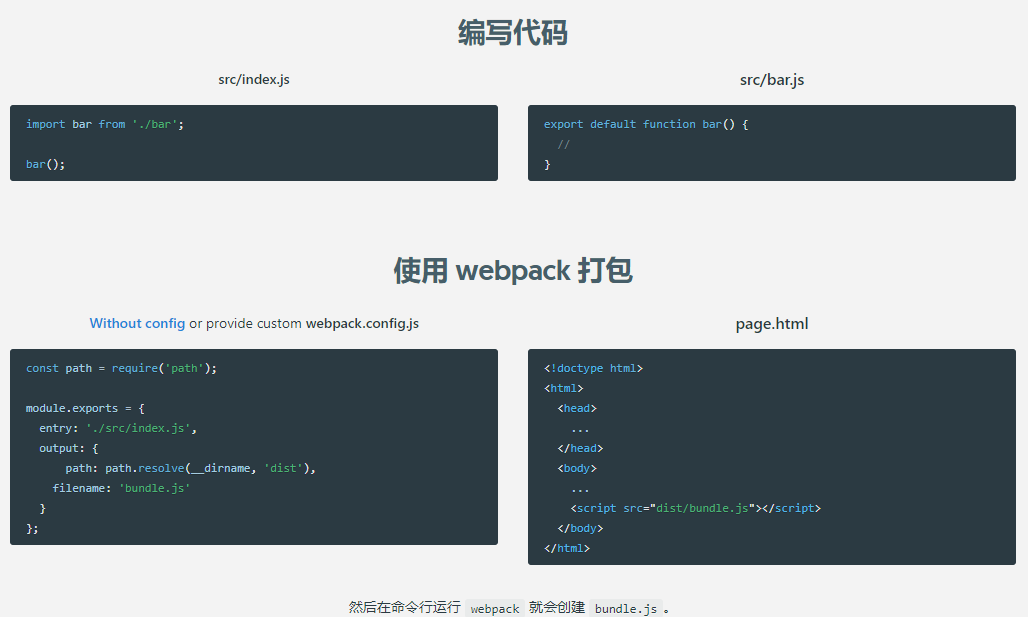 编写代码
src/index.js
import bar from './bar';

bar();
src/bar.js
export default function bar() {
  //
}
使用 webpack 打包
Without config or provide custom webpack.config.js
const path = require('path');

module.exports = {
  entry: './src/index.js',
  output: {
      path: path.resolve(__dirname, 'dist'),
    filename: 'bundle.js'
  }
};
page.html
<!doctype html>
<html>
  <head>
    ...
  </head>
  <body>
    ...
    <script src="dist/bundle.js"></script>
  </body>
</html>
然后在命令行运行 webpack 就会创建 bundle.js 。